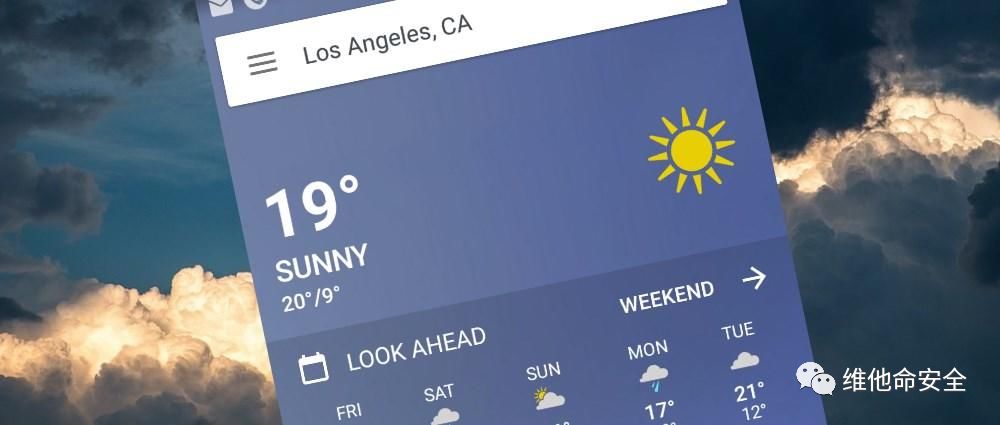 Los Angeles, CA
19°
SUNNY
20°/9°
WEEKEND
LOOK AHEAD
FRI
SAT
SUN
MON
TUE
17°
21°
12°
维他命安全